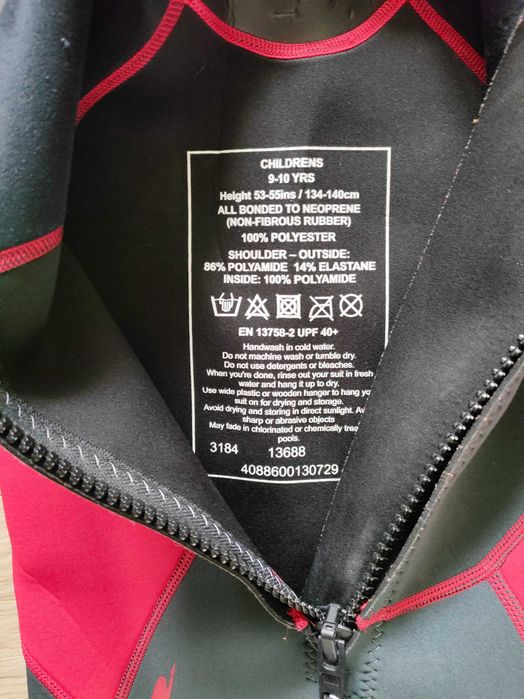 CHILDRENS
9-10 YRS
Height 53-55ins / 134-140cm
ALL BONDED TO NEOPRENE
(NON-FIBROUS RUBBER)
100% POLYESTER
SHOULDER – OUTSIDE:
86% POLYAMIDE 14% ELASTANE
INSIDE: 100% POLYAMIDE
EN 13758-2 UPF 40+
Handwash in cold water.
Do not machine wash or tumble dry.
Do not use detergents or bleaches.
When you're done, rinse out your suit in fresh
water and hang it up to dry.
Use wide plastic or wooden hanger to hang
suit on for drying and storage.
Avoid drying and storing in direct sunlight.
sharp or abrasive objects
May fade in chlorinated or chemically
pools.
3184 13688
4088600130729